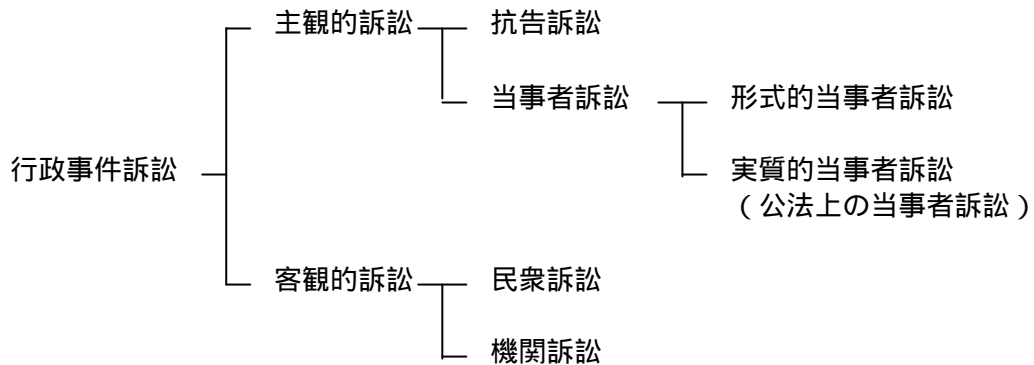 主観的訴訟 抗告訴訟
当事者訴訟 形式的当事者訴訟
行政事件訴訟 実質的当事者訴訟
（公法上の当事者訴訟）
客観的訴訟 民衆訴訟
機関訴訟